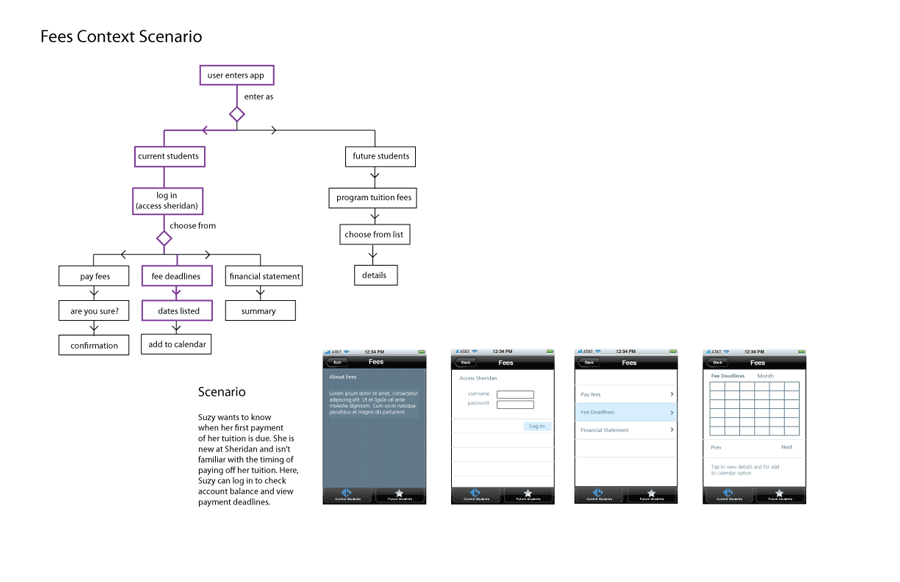 Fees Context Scenario
user enters app
enter as
current students
future students
log in
(access sheridan)
program tuition fees
choose from
choose from list
pay fees
fee deadlines
financial statement
details
are you sure?
dates listed
summary
confirmation
add to calendar
Scenario
Suzy wants to know
when her first payment
of her tuition is due. She is
new at Sheridan and isn't
familiar with the timing of
paying off her tuition. Here,
Suzy can log in to check
account balance and view
payment deadlines.
AT&T 12:34 PM
Exit Fees
About Fees
Lorem ipsum dolor sit amet, consectetur
adipiscing elit. Ut et ligula vel ante
molestie dignissim. Cum sociis natoque
penatibus et magnis dis parturient
Current Students Future Students
AT&T 12:34 PM
Back Fees
Access Sheridan
username
password
Log In
Current Students Future Students
AT&T 12:34 PM
Back Fees
Pay fees
Fee Deadlines
Financial Statement
Current Students Future Students
AT&T 12:34 PM
Back Fees
Fee Deadlines Month
Prev Next
Tap to view details and for add
to calendar option
Current Students Future Students